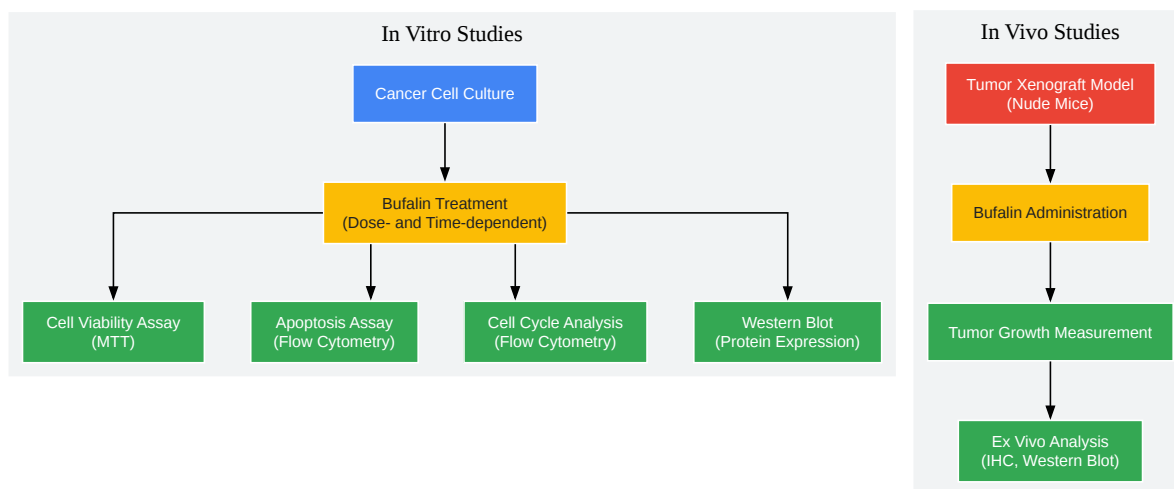 In Vitro Studies
Cancer Cell Culture
Bufalin Treatment
(Dose- and Time-dependent)
Cell Viability Assay
(MTT)
Apoptosis Assay
(Flow Cytometry)
Cell Cycle Analysis
(Flow Cytometry)
Western Blot
(Protein Expression)
In Vivo Studies
Tumor Xenograft Model
(Nude Mice)
Bufalin Administration
Tumor Growth Measurement
Ex Vivo Analysis
(IHC, Western Blot)